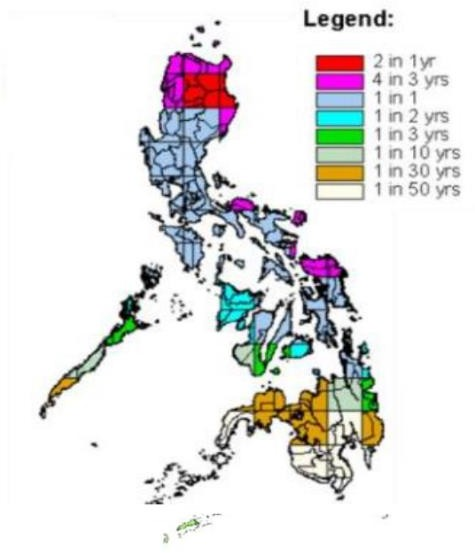 Legend:
2 in 1yr
4 in 3 yrs
1 in 1
1 in 2 yrs
1 in 3 yrs
1 in 10 yrs
1 in 30 yrs
1 in 50 yrs